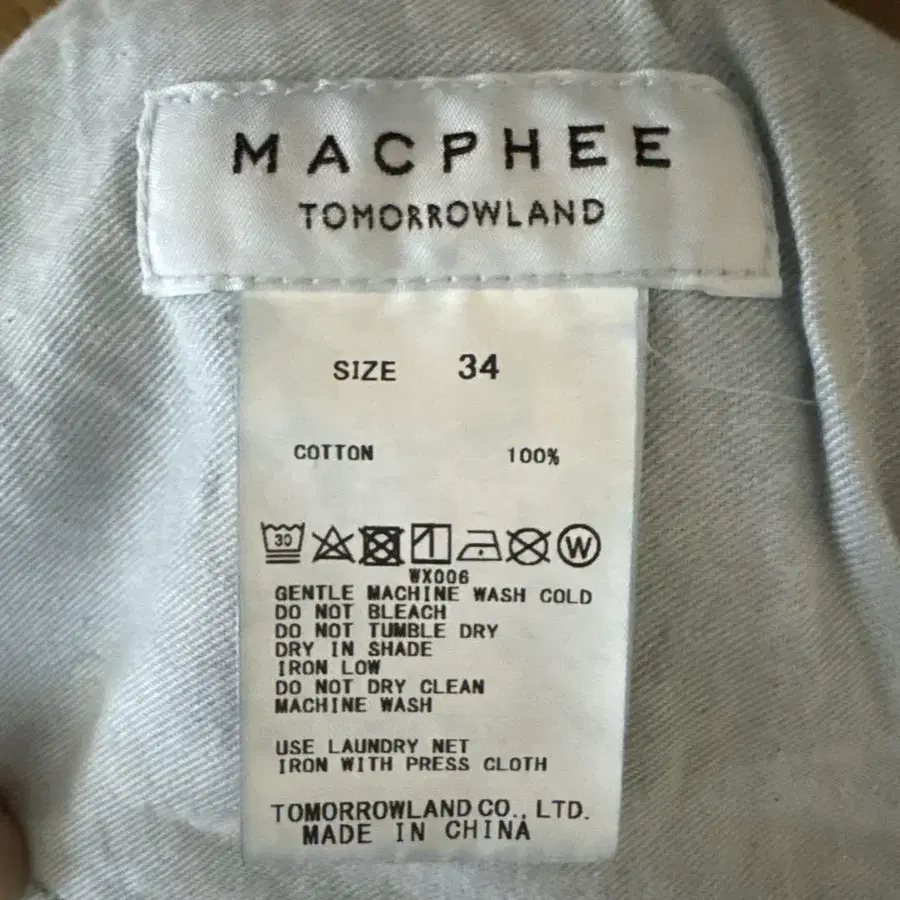 MACPHEE
TOMORROWLAND
SIZE 34
COTTON 100%
30 W
WX006
GENTLE MACHINE WASH COLD
DO NOT BLEACH
DO NOT TUMBLE DRY
DRY IN SHADE
IRON LOW
DO NOT DRY CLEAN
MACHINE WASH
USE LAUNDRY NET
IRON WITH PRESS CLOTH
TOMORROWLAND CO., LTD.
MADE IN CHINA